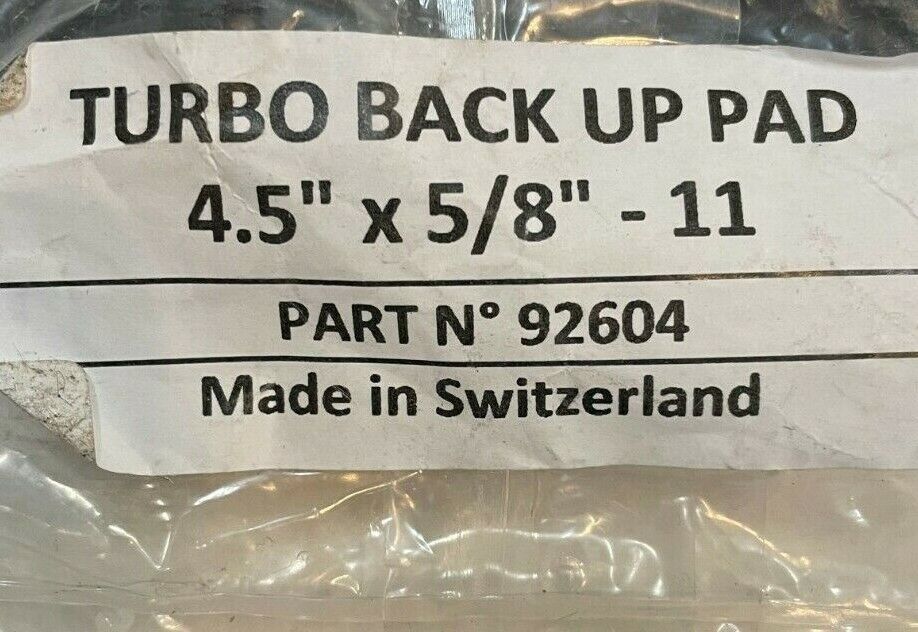 TURBO BACK UP PAD
4.5" x 5/8" - 11
PART N° 92604
Made in Switzerland